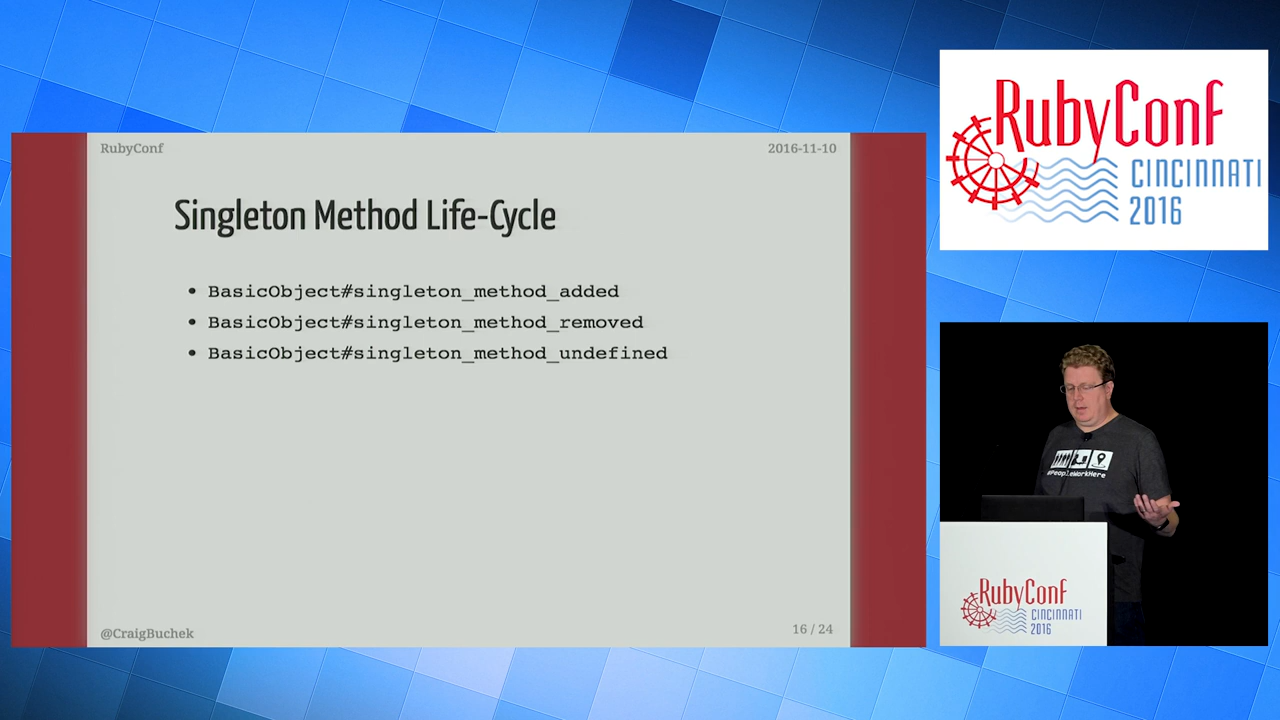 RubyConf
2016-11-10
Singleton Method Life-Cycle
• BasicObject#singleton_method_added
• BasicObject#singleton_method_removed
• BasicObject#singleton_method_undefined
@CraigBuchek
16 / 24
RubyConf
CINCINNATI
2016
#PeopleWorkHere
RubyConf
CINCINNATI
2016